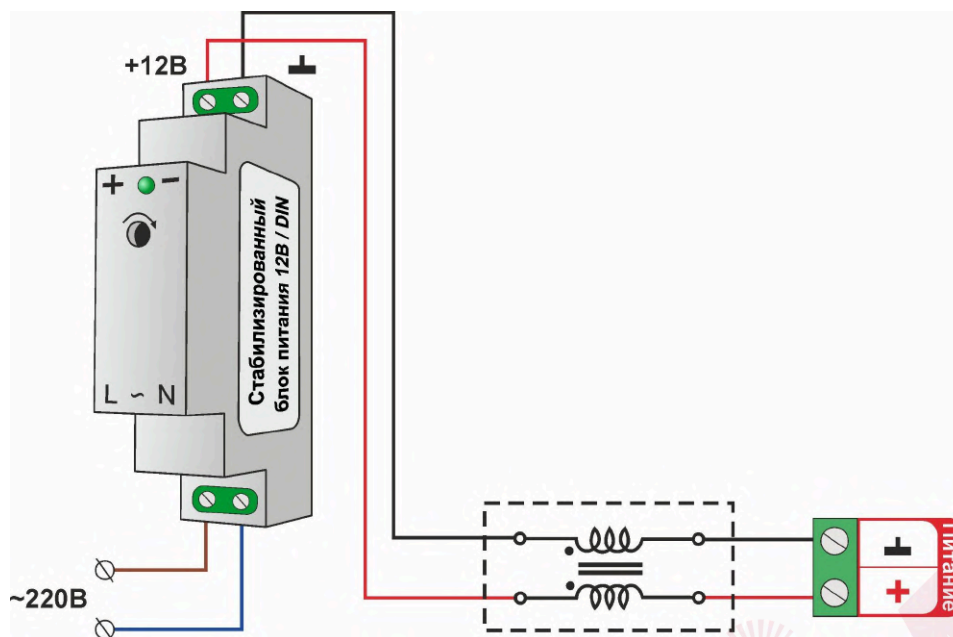 +12В
+ -
L ~ N
Стабилизированный
блок питания 12В / DIN
~220В
Питание
+